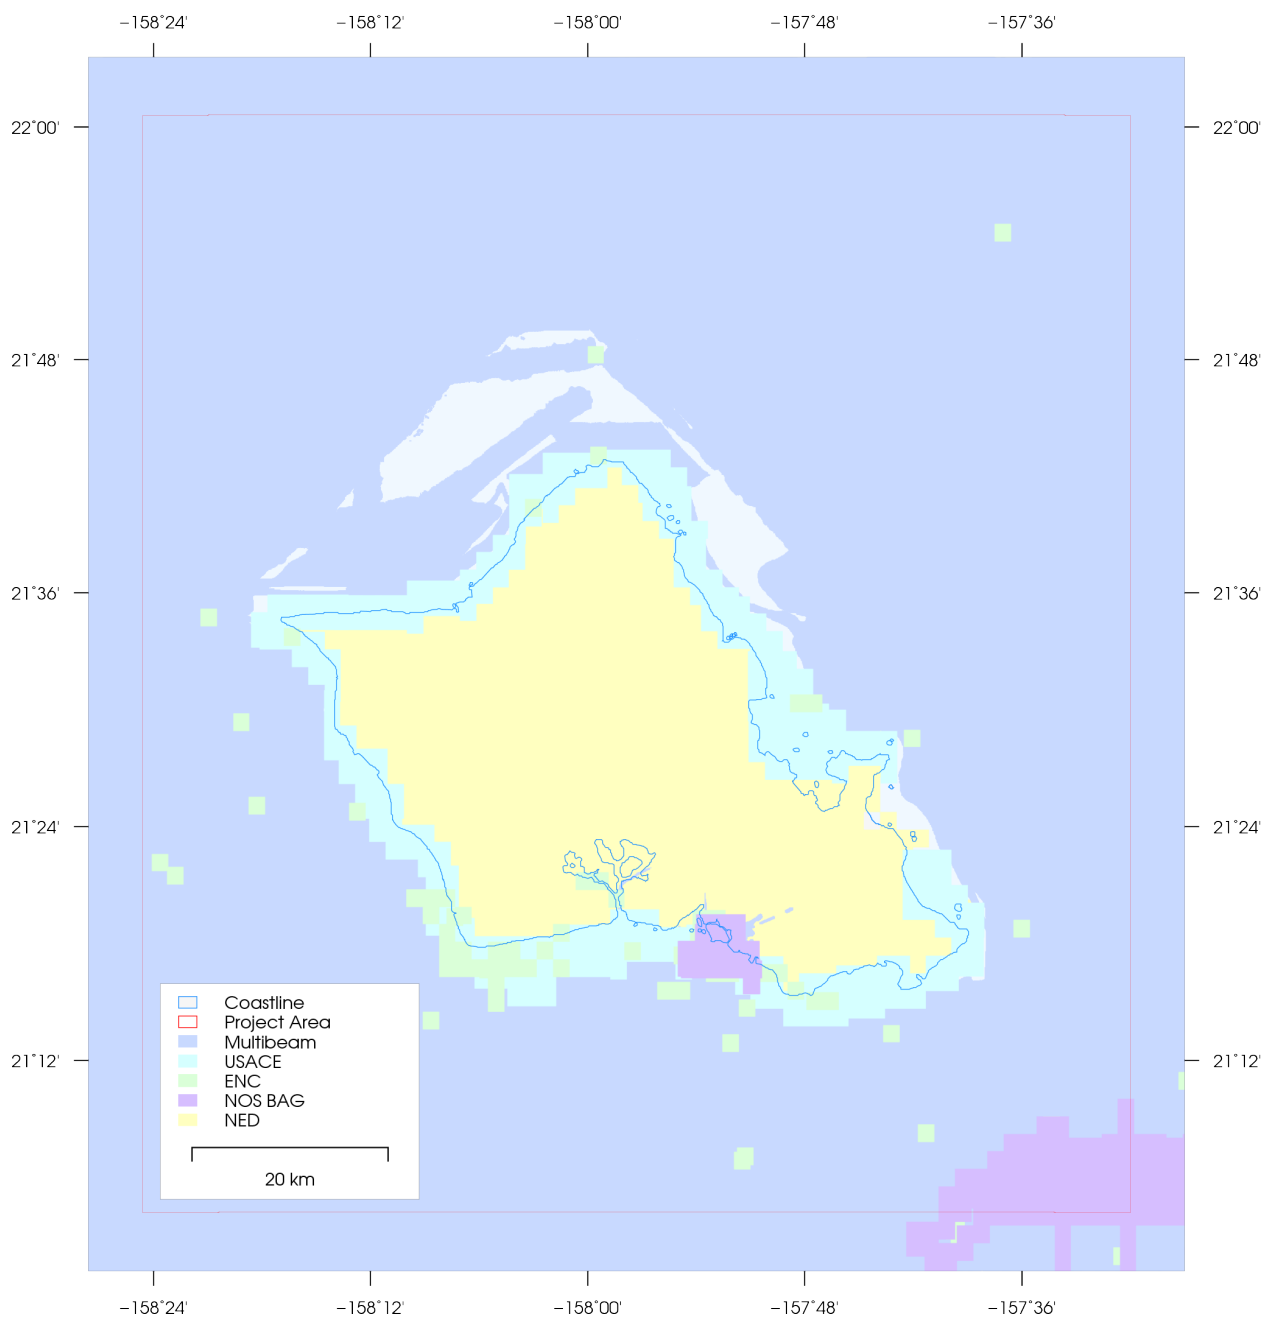 −158˚24' −158˚12' −158˚00' −157˚48' −157˚36'
22˚00' 22˚00'
21˚48' 21˚48'
21˚36' 21˚36'
21˚24' 21˚24'
21˚12' 21˚12'
Coastline
Project Area
Multibeam
USACE
ENC
NOS BAG
NED
20 km
−158˚24' −158˚12' −158˚00' −157˚48' −157˚36'